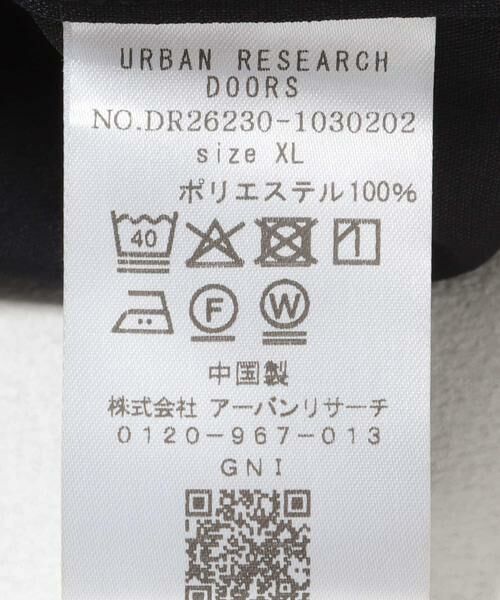 URBAN RESEARCH
DOORS
NO.DR26230-1030202
size XL
ポリエステル100%
40
F W
中国製
株式会社 アーバンリサーチ
0120-967-013
GNI